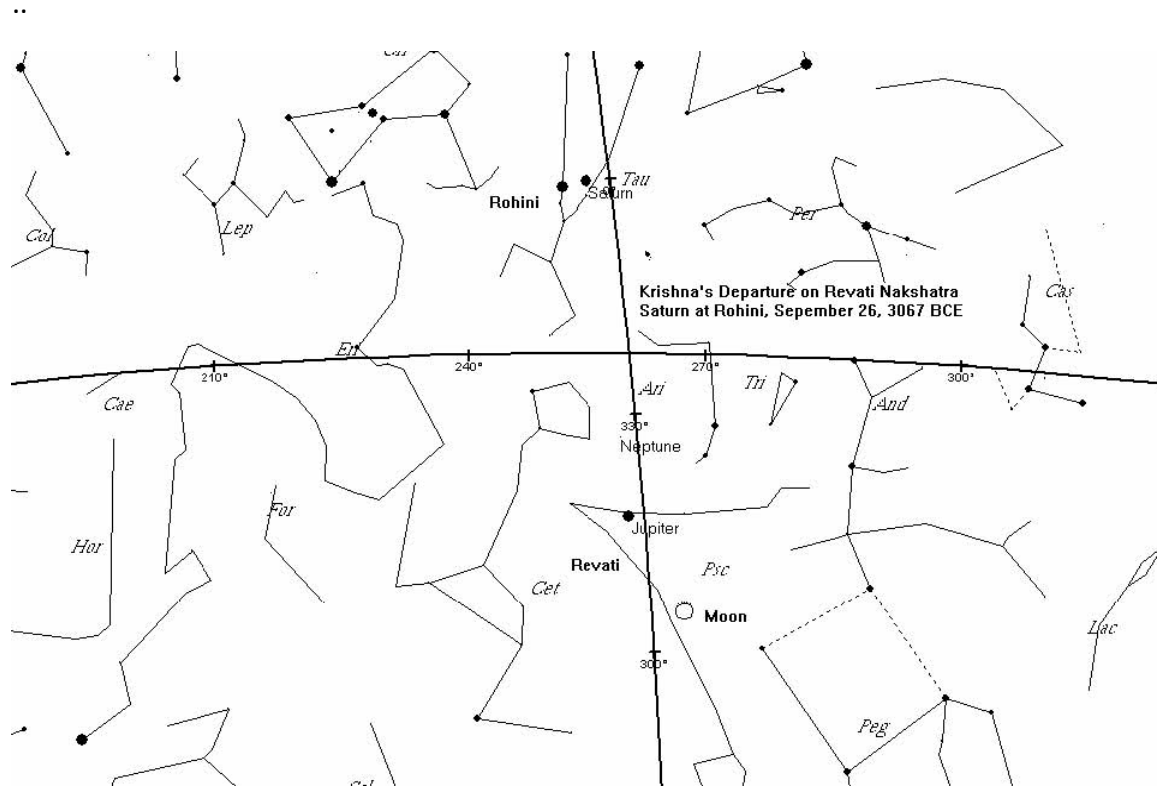 ..
Tau
Saturn
0°
Rohini
Per
Lep
Col
Krishna's Departure on Revati Nakshatra
Saturn at Rohini, Sepember 26, 3067 BCE
Cas
Eri
210°
240°
270°
300°
Cae
Ari
Tri
And
330°
Neptune
For
Jupiter
Hor
Revati
Psc
Cet
Moon
Lac
300°
Peg